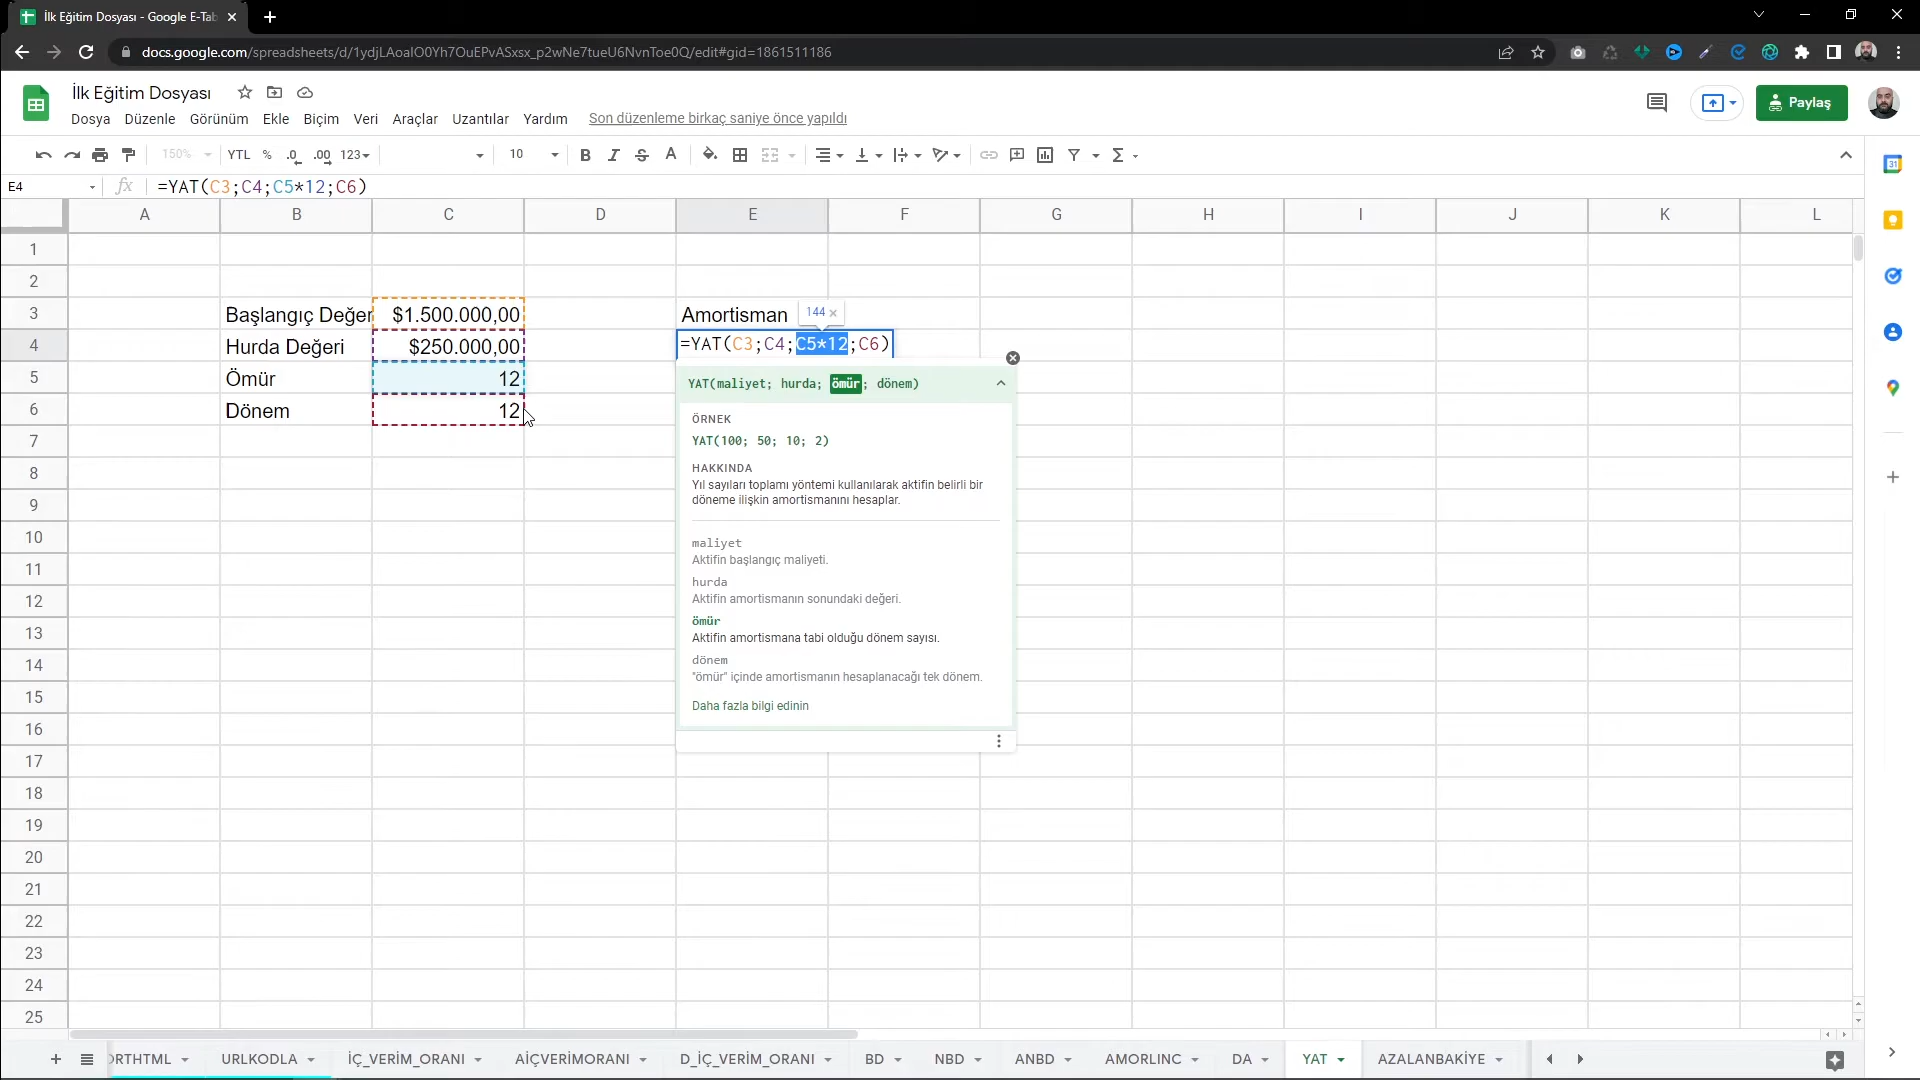 İlk Eğitim Dosyası - Google E-Tab
docs.google.com/spreadsheets/d/1ydjLAoalO0Yh7OuEPvASxsx_p2wNe7tueU6NvnToe0Q/edit#gid=1861511186
İlk Eğitim Dosyası
Paylaş
Dosya Düzenle Görünüm Ekle Biçim Veri Araçlar Uzantılar Yardım Son düzenleme birkaç saniye önce yapıldı
150% YTL % .0 .00 123 10 B I S A Σ
E4 fx =YAT(C3;C4;C5*12;C6)
A B C D E F G H I J K L
1
2
3 Başlangıç Değer $1.500.000,00 Amortisman 144 ×
4 Hurda Değeri $250.000,00 =YAT(C3;C4;C5*12;C6)
5 Ömür 12
6 Dönem 12
7
8
9
10
11
12
13
14
15
16
17
18
19
20
21
22
23
24
25
YAT(maliyet; hurda; ömür; dönem)
ÖRNEK
YAT(100; 50; 10; 2)
HAKKINDA
Yıl sayıları toplamı yöntemi kullanılarak aktifin belirli bir
döneme ilişkin amortismanını hesaplar.
maliyet
Aktifin başlangıç maliyeti.
hurda
Aktifin amortismanın sonundaki değeri.
ömür
Aktifin amortismana tabi olduğu dönem sayısı.
dönem
"ömür" içinde amortismanın hesaplanacağı tek dönem.
Daha fazla bilgi edinin
31
ORTHTML URLKODLA İÇ_VERİM_ORANI AİÇVERİMORANI D_İÇ_VERİM_ORANI BD NBD ANBD AMORLINC DA YAT AZALANBAKİYE